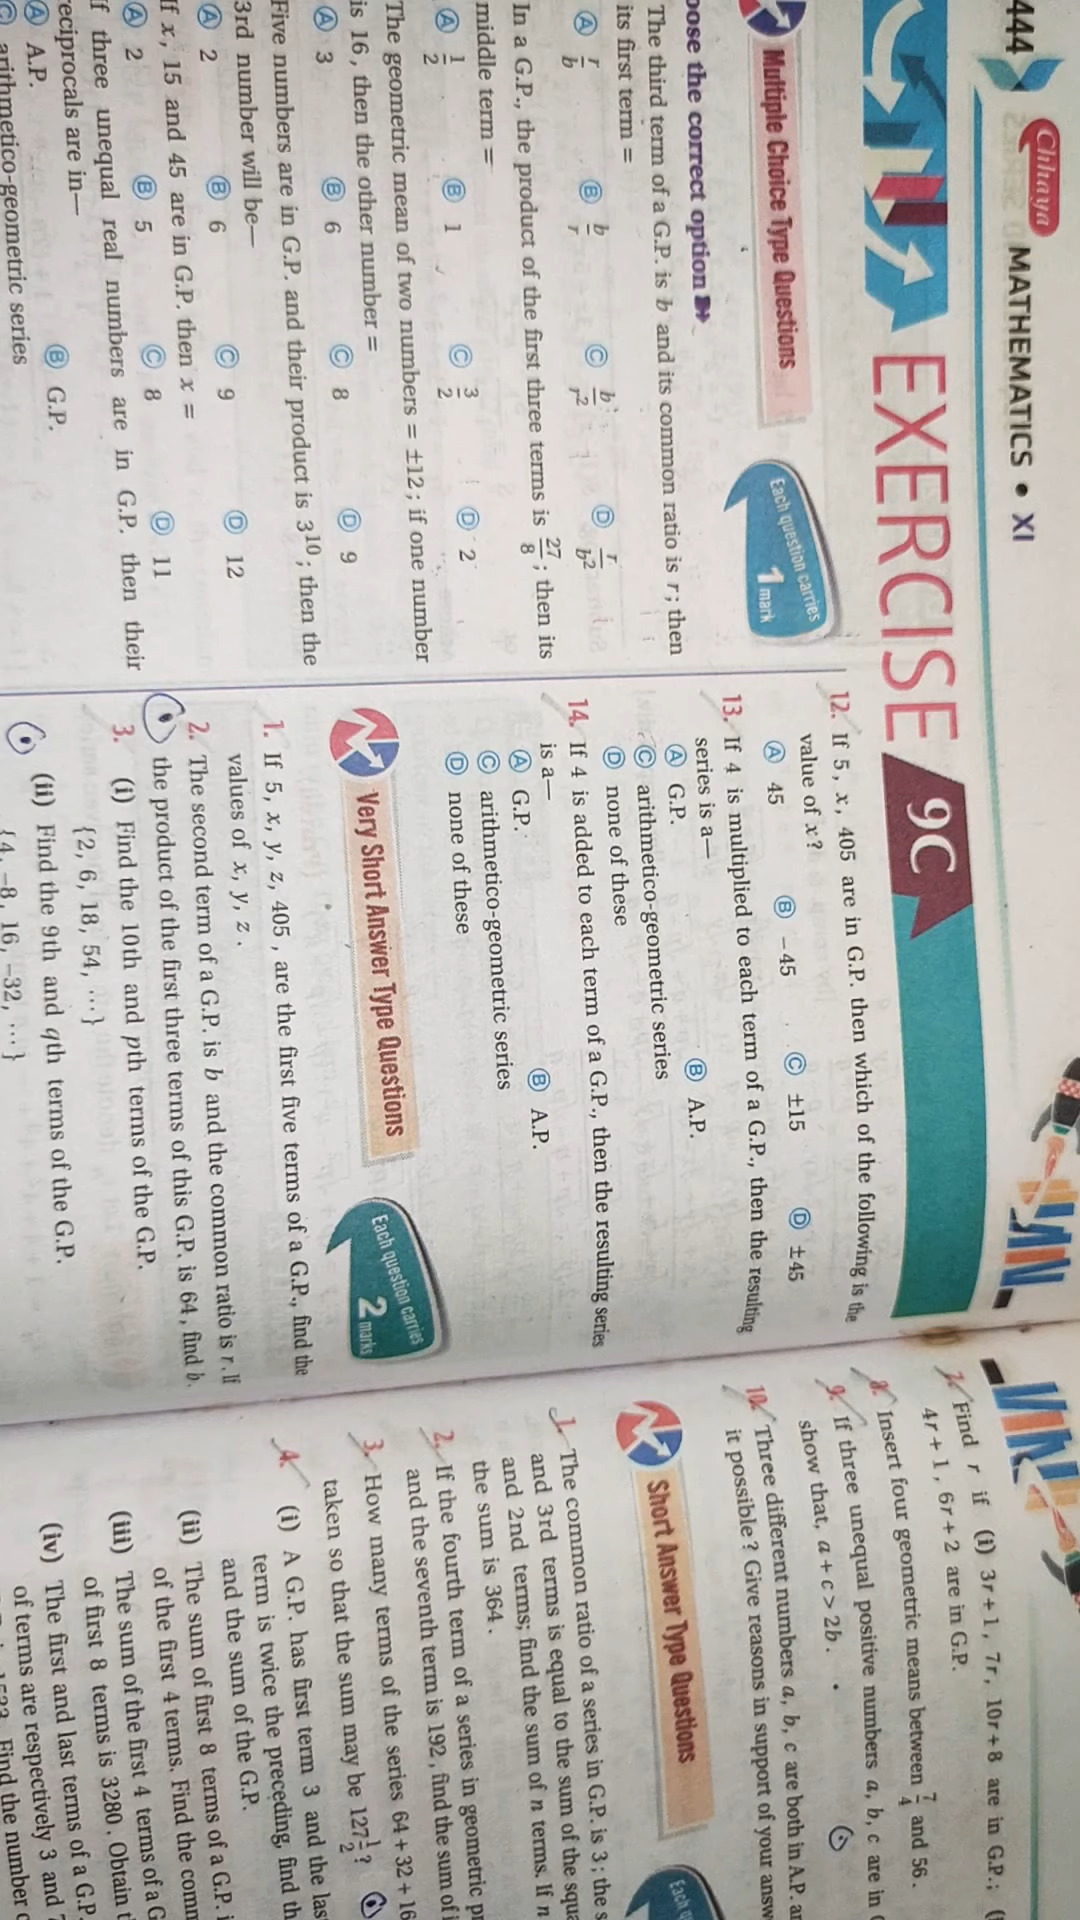 444
Chhaya MATHEMATICS • XI
EXERCISE 9C
Multiple Choice Type Questions
Each question carries
1 mark
the correct option
The third term of a G.P. is b and its common ratio is r; then
its first term =
Ⓐ r/b Ⓑ b/r Ⓒ b/r² Ⓓ r/b²
In a G.P., the product of the first three terms is 27/8; then its
middle term =
Ⓐ 1/2 Ⓑ 1 Ⓒ 3/2 Ⓓ 2
The geometric mean of two numbers = ±12; if one number
is 16, then the other number =
Ⓐ 3 Ⓑ 6 Ⓒ 8 Ⓓ 9
Five numbers are in G.P. and their product is 3¹⁰; then the
3rd number will be—
Ⓐ 2 Ⓑ 6 Ⓒ 9 Ⓓ 12
If x, 15 and 45 are in G.P. then x =
Ⓐ 2 Ⓑ 5 Ⓒ 8 Ⓓ 11
If three unequal real numbers are in G.P. then their
reciprocals are in—
Ⓐ A.P. Ⓑ G.P.
Ⓒ arithmetico-geometric series
12. If 5, x, 405 are in G.P. then which of the following is the
value of x?
Ⓐ 45 Ⓑ −45 Ⓒ ±15 Ⓓ ±45
13. If 4 is multiplied to each term of a G.P., then the resulting
series is a—
Ⓐ G.P. Ⓑ A.P.
Ⓒ arithmetico-geometric series
Ⓓ none of these
14. If 4 is added to each term of a G.P., then the resulting series
is a—
Ⓐ G.P. Ⓑ A.P.
Ⓒ arithmetico-geometric series
Ⓓ none of these
Very Short Answer Type Questions
Each question carries
2 marks
1. If 5, x, y, z, 405, are the first five terms of a G.P., find the
values of x, y, z.
2. The second term of a G.P. is b and the common ratio is r. If
the product of the first three terms of this G.P. is 64, find b.
3. (i) Find the 10th and pth terms of the G.P.
{2, 6, 18, 54, ⋯}
(ii) Find the 9th and qth terms of the G.P.
{4, −8, 16, −32, ⋯}
7. Find r if (i) 3r+1, 7r, 10r+8 are in G.P.;
4r+1, 6r+2 are in G.P.
8. Insert four geometric means between 7/4 and 56.
9. If three unequal positive numbers a, b, c are in
show that, a+c > 2b.
10. Three different numbers a, b, c are both in A.P.
it possible? Give reasons in support of your
Short Answer Type Questions
Each
1. The common ratio of a series in G.P. is 3; the
and 3rd terms is equal to the sum of the
and 2nd terms; find the sum of n terms. If n
the sum is 364.
2. If the fourth term of a series in geometric
and the seventh term is 192, find the sum of
3. How many terms of the series 64+32+16
taken so that the sum may be 127 1/2?
4. (i) A G.P. has first term 3 and the
term is twice the preceding, find
and the sum of the G.P.
(ii) The sum of first 8 terms of a G.P.
of the first 4 terms. Find the
(iii) The sum of the first 4 terms of a
of first 8 terms is 3280. Obtain
(iv) The first and last terms of a G.P.
of terms are respectively 3 and
Find the number